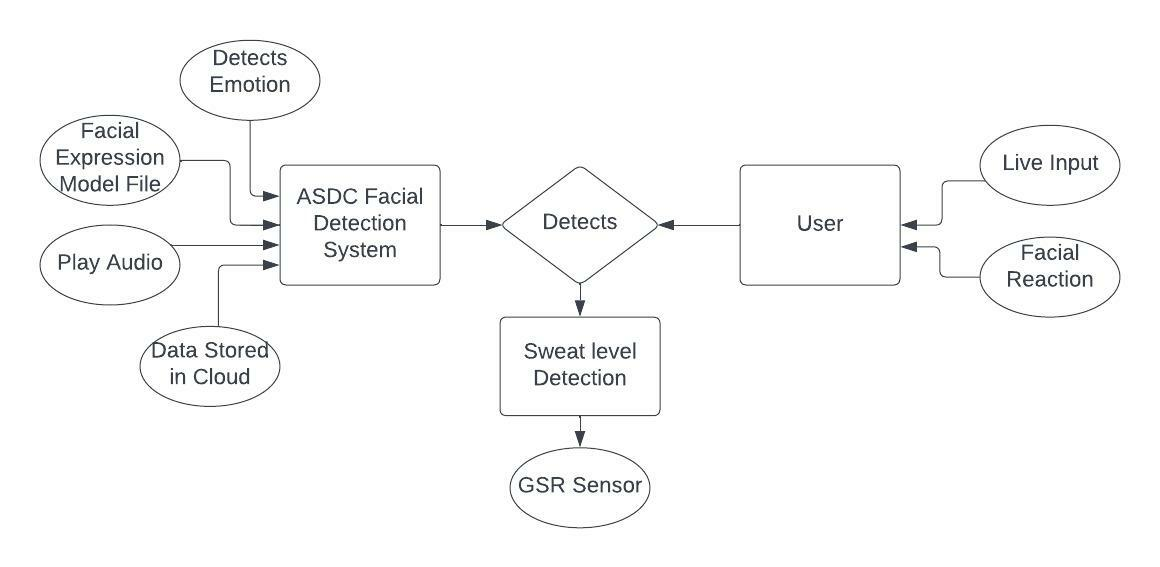 Detects
Emotion
Facial
Expression
Model File
Play Audio
Data Stored
in Cloud
ASDC Facial
Detection
System
Detects
User
Live Input
Facial
Reaction
Sweat level
Detection
GSR Sensor